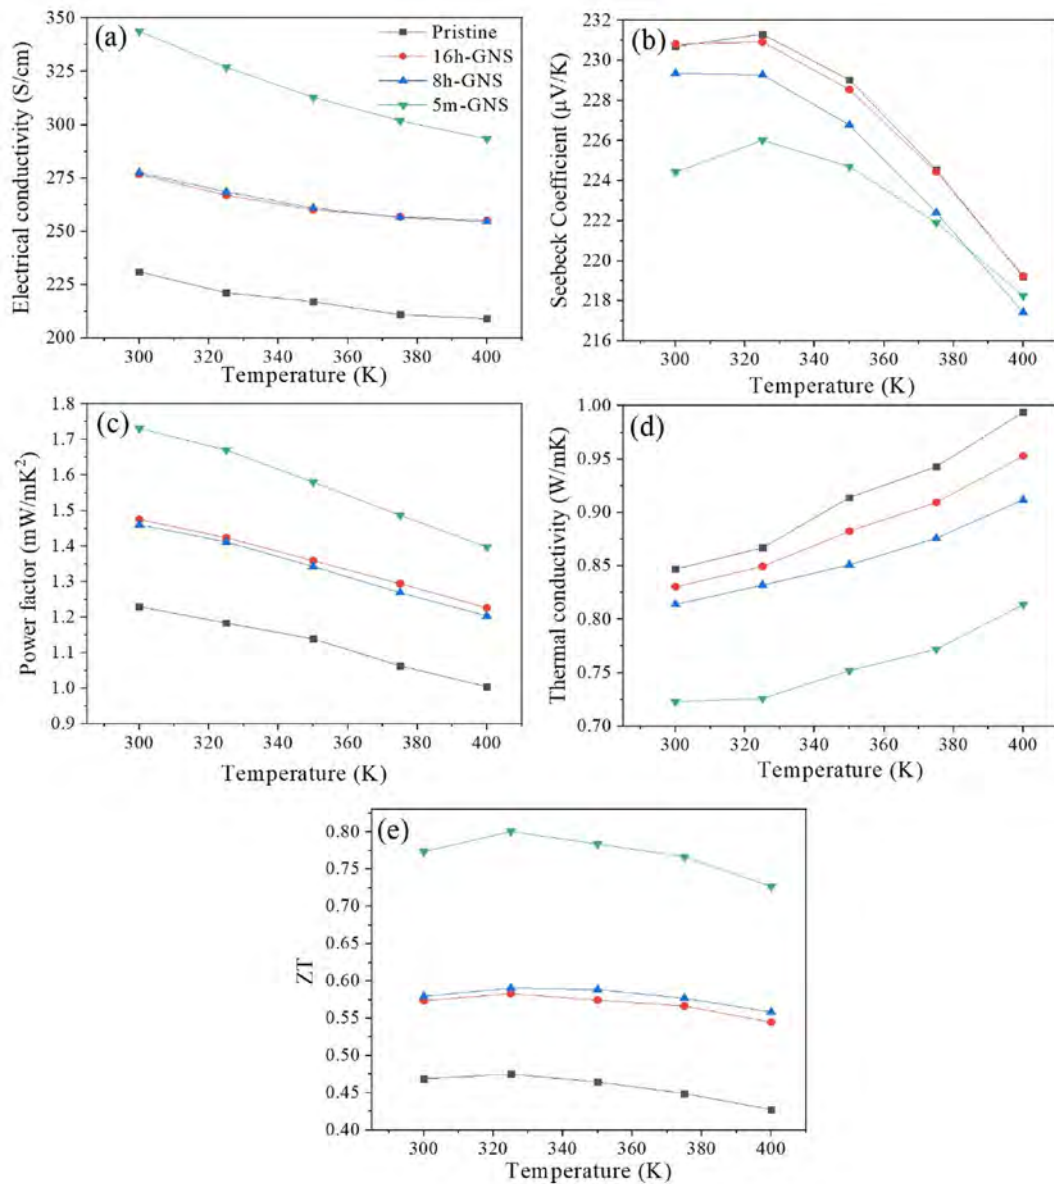 (a)
Pristine
16h-GNS
8h-GNS
5m-GNS
Electrical conductivity (S/cm)
350
325
300
275
250
225
200
300 320 340 360 380 400
Temperature (K)
(b)
Seebeck Coefficient (μV/K)
232
230
228
226
224
222
220
218
216
300 320 340 360 380 400
Temperature (K)
(c)
Power factor (mW/mK²)
1.8
1.7
1.6
1.5
1.4
1.3
1.2
1.1
1.0
0.9
300 320 340 360 380 400
Temperature (K)
(d)
Thermal conductivity (W/mK)
1.00
0.95
0.90
0.85
0.80
0.75
0.70
300 320 340 360 380 400
Temperature (K)
(e)
ZT
0.80
0.75
0.70
0.65
0.60
0.55
0.50
0.45
0.40
300 320 340 360 380 400
Temperature (K)